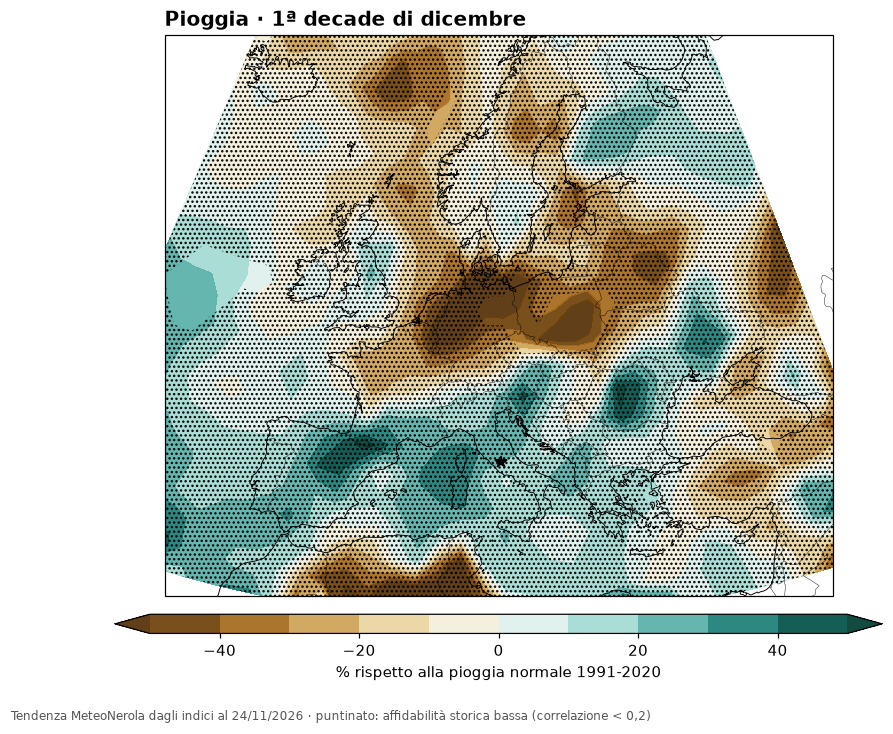 Pioggia · 1ª decade di dicembre
−40 −20 0 20 40
% rispetto alla pioggia normale 1991-2020
Tendenza MeteoNerola dagli indici al 24/11/2026 · puntinato: affidabilità storica bassa (correlazione < 0,2)